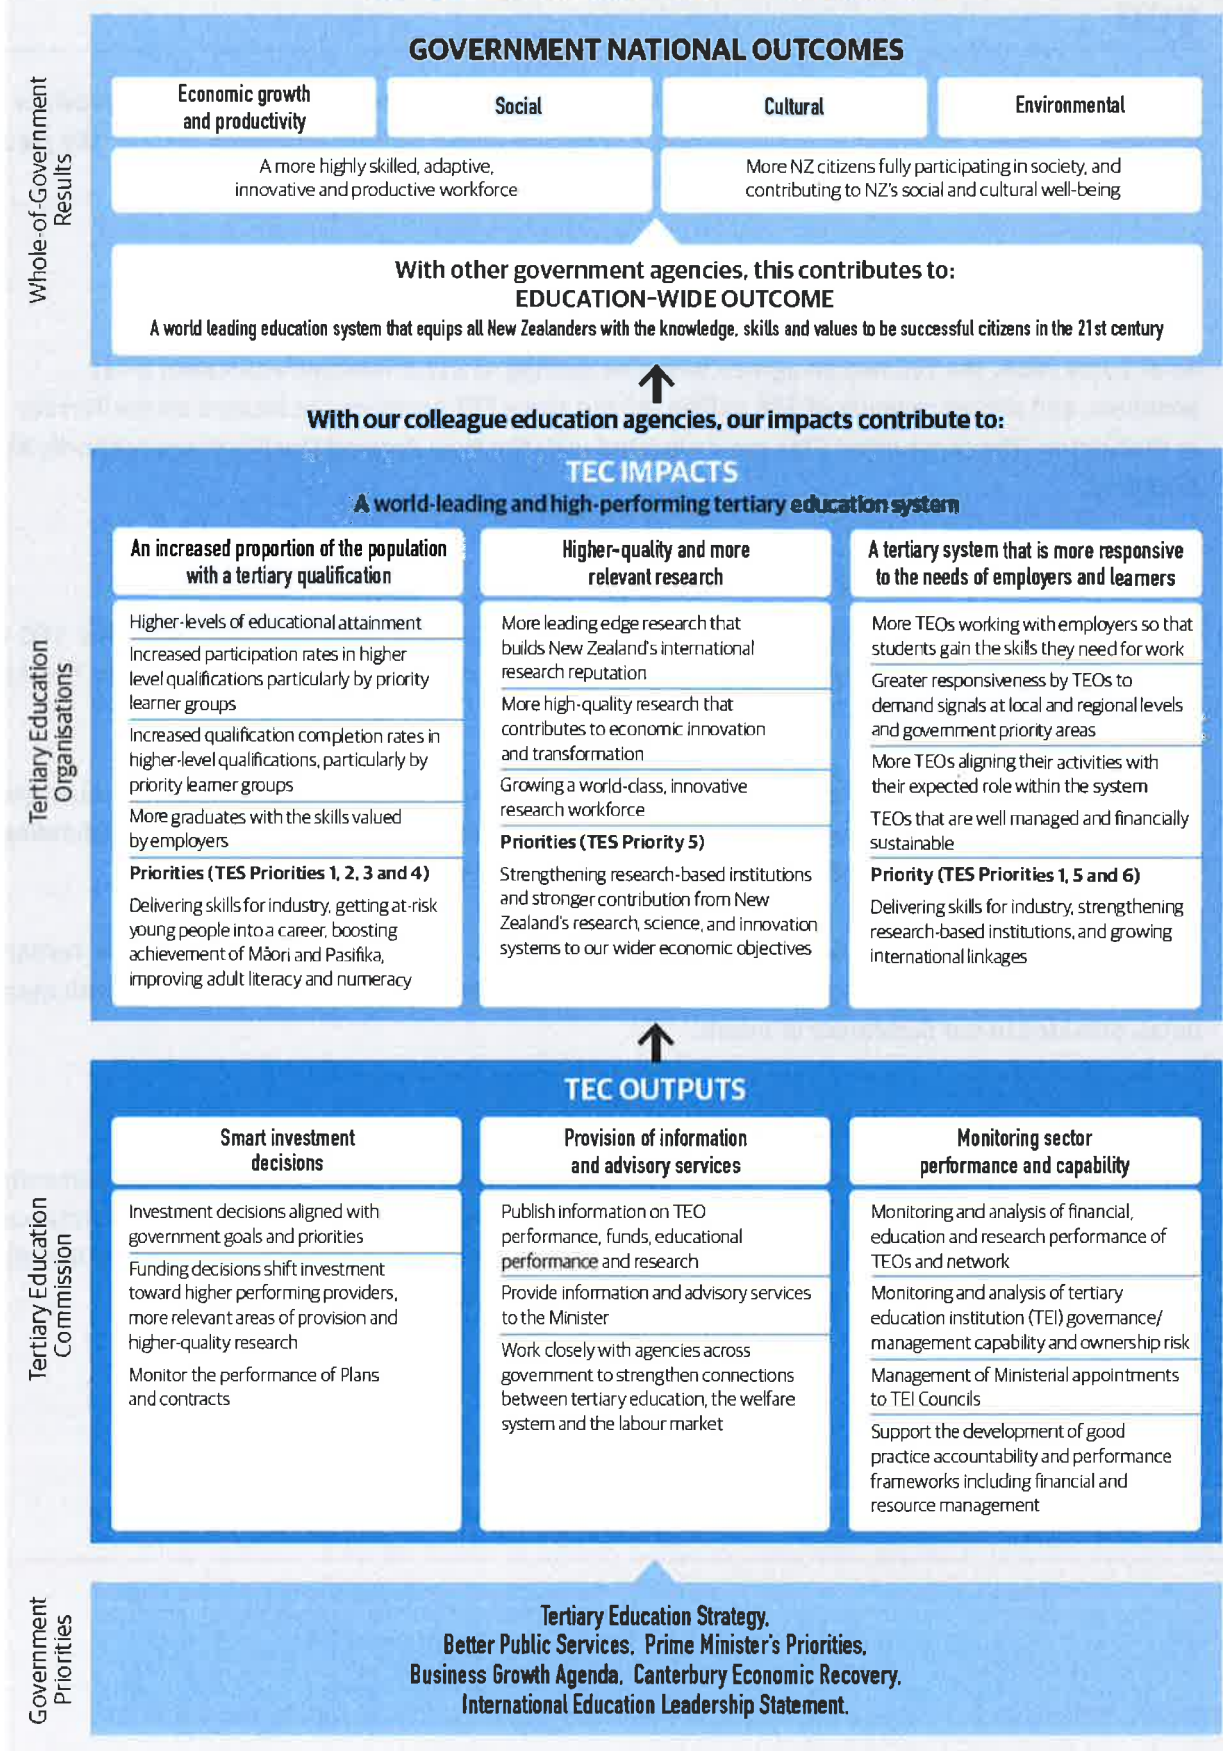 GOVERNMENT NATIONAL OUTCOMES
Whole-of-Government
Results
Economic growth
and productivity
Social
Cultural
Environmental
A more highly skilled, adaptive,
innovative and productive workforce
More NZ citizens fully participating in society, and
contributing to NZ's social and cultural well-being
With other government agencies, this contributes to:
EDUCATION-WIDE OUTCOME
A world leading education system that equips all New Zealanders with the knowledge, skills and values to be successful citizens in the 21st century
With our colleague education agencies, our impacts contribute to:
Tertiary Education
Organisations
TEC IMPACTS
A world-leading and high-performing tertiary education system
An increased proportion of the population
with a tertiary qualification
Higher-levels of educational attainment
Increased participation rates in higher
level qualifications particularly by priority
learner groups
Increased qualification completion rates in
higher-level qualifications, particularly by
priority learner groups
More graduates with the skills valued
by employers
Priorities (TES Priorities 1, 2, 3 and 4)
Delivering skills for industry, getting at-risk
young people into a career, boosting
achievement of Māori and Pasifika,
improving adult literacy and numeracy
Higher-quality and more
relevant research
More leading edge research that
builds New Zealand's international
research reputation
More high-quality research that
contributes to economic innovation
and transformation
Growing a world-class, innovative
research workforce
Priorities (TES Priority 5)
Strengthening research-based institutions
and stronger contribution from New
Zealand's research, science, and innovation
systems to our wider economic objectives
A tertiary system that is more responsive
to the needs of employers and learners
More TEOs working with employers so that
students gain the skills they need for work
Greater responsiveness by TEOs to
demand signals at local and regional levels
and government priority areas
More TEOs aligning their activities with
their expected role within the system
TEOs that are well managed and financially
sustainable
Priority (TES Priorities 1, 5 and 6)
Delivering skills for industry, strengthening
research-based institutions, and growing
international linkages
Tertiary Education
Commission
TEC OUTPUTS
Smart investment
decisions
Investment decisions aligned with
government goals and priorities
Funding decisions shift investment
toward higher performing providers,
more relevant areas of provision and
higher-quality research
Monitor the performance of Plans
and contracts
Provision of information
and advisory services
Publish information on TEO
performance, funds, educational
performance and research
Provide information and advisory services
to the Minister
Work closely with agencies across
government to strengthen connections
between tertiary education, the welfare
system and the labour market
Monitoring sector
performance and capability
Monitoring and analysis of financial,
education and research performance of
TEOs and network
Monitoring and analysis of tertiary
education institution (TEI) governance/
management capability and ownership risk
Management of Ministerial appointments
to TEI Councils
Support the development of good
practice accountability and performance
frameworks including financial and
resource management
Government
Priorities
Tertiary Education Strategy,
Better Public Services, Prime Minister's Priorities,
Business Growth Agenda, Canterbury Economic Recovery,
International Education Leadership Statement.